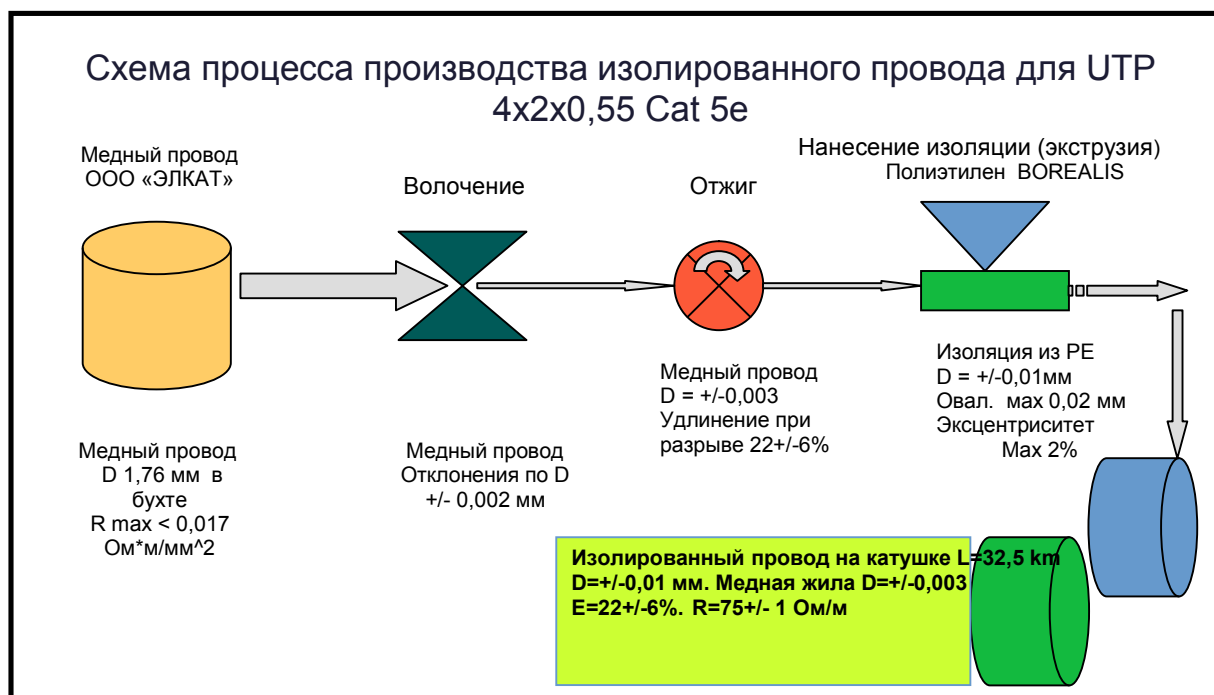 Схема процесса производства изолированного провода для UTP
4x2x0,55 Cat 5e
Медный провод
ООО «ЭЛКАТ»
Волочение
Отжиг
Нанесение изоляции (экструзия)
Полиэтилен BOREALIS
Медный провод
D 1,76 мм в
бухте
R max < 0,017
Ом*м/мм^2
Медный провод
Отклонения по D
+/- 0,002 мм
Медный провод
D = +/-0,003
Удлинение при
разрыве 22+/-6%
Изоляция из PE
D = +/-0,01мм
Овал. мах 0,02 мм
Эксцентриситет
Мах 2%
Изолированный провод на катушке L=32,5 km
D=+/-0,01 мм. Медная жила D=+/-0,003
E=22+/-6%. R=75+/- 1 Ом/м